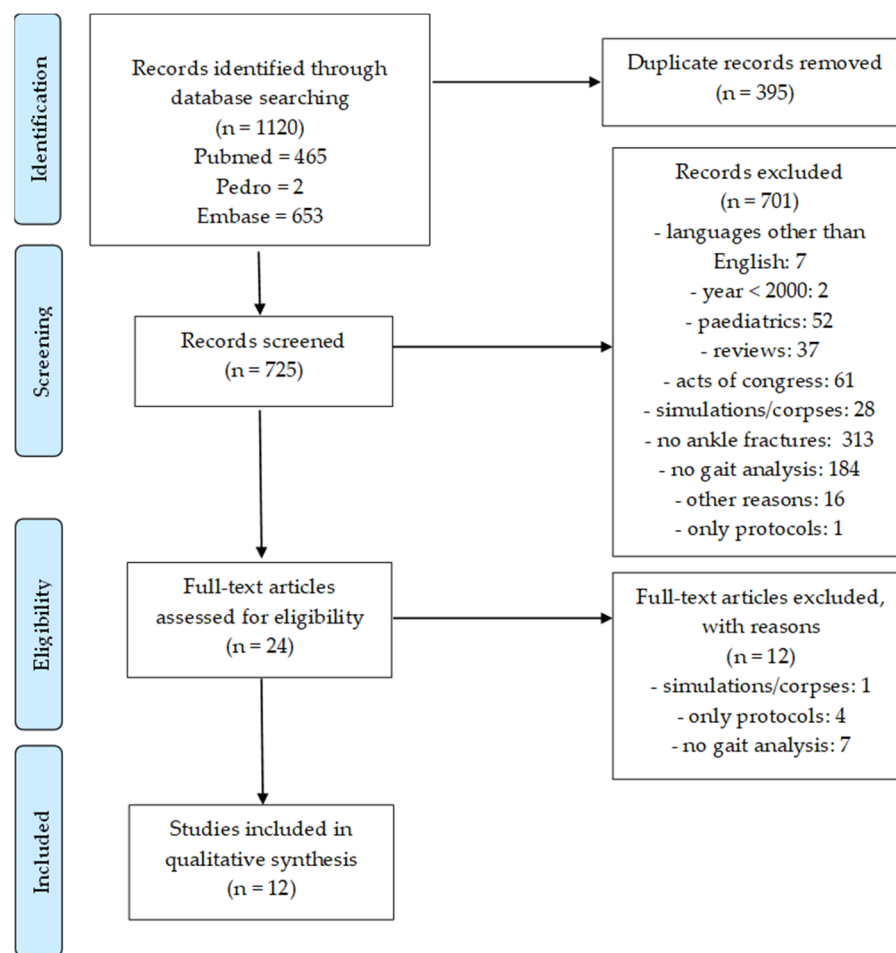 Identification
Records identified through
database searching
(n = 1120)
Pubmed = 465
Pedro = 2
Embase = 653
Duplicate records removed
(n = 395)
Screening
Records screened
(n = 725)
Records excluded
(n = 701)
- languages other than
English: 7
- year < 2000: 2
- paediatrics: 52
- reviews: 37
- acts of congress: 61
- simulations/corpses: 28
- no ankle fractures: 313
- no gait analysis: 184
- other reasons: 16
- only protocols: 1
Eligibility
Full-text articles
assessed for eligibility
(n = 24)
Full-text articles excluded,
with reasons
(n = 12)
- simulations/corpses: 1
- only protocols: 4
- no gait analysis: 7
Included
Studies included in
qualitative synthesis
(n = 12)